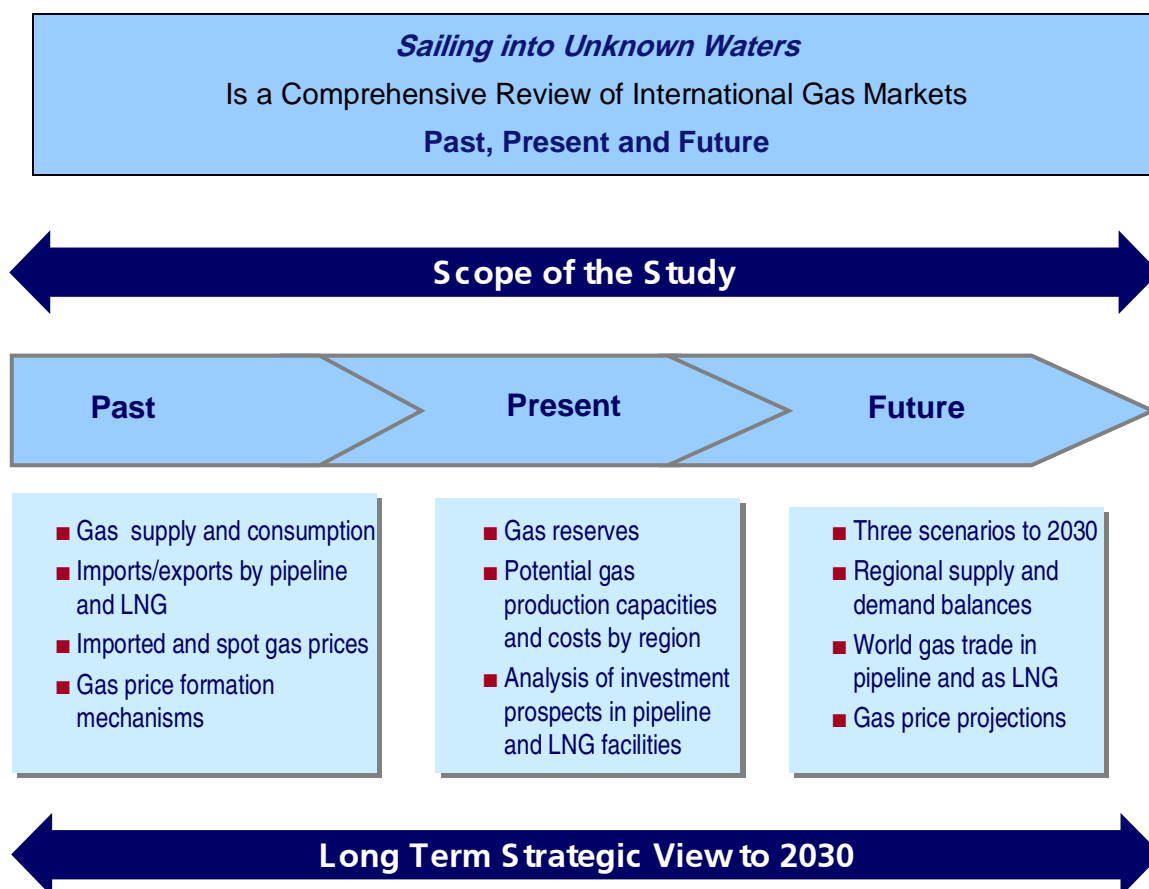 Sailing into Unknown Waters
Is a Comprehensive Review of International Gas Markets
Past, Present and Future
Scope of the Study
Past
Present
Future
■ Gas supply and consumption
■ Imports/exports by pipeline
and LNG
■ Imported and spot gas prices
■ Gas price formation
mechanisms
■ Gas reserves
■ Potential gas
production capacities
and costs by region
■ Analysis of investment
prospects in pipeline
and LNG facilities
■ Three scenarios to 2030
■ Regional supply and
demand balances
■ World gas trade in
pipeline and as LNG
■ Gas price projections
Long Term Strategic View to 2030